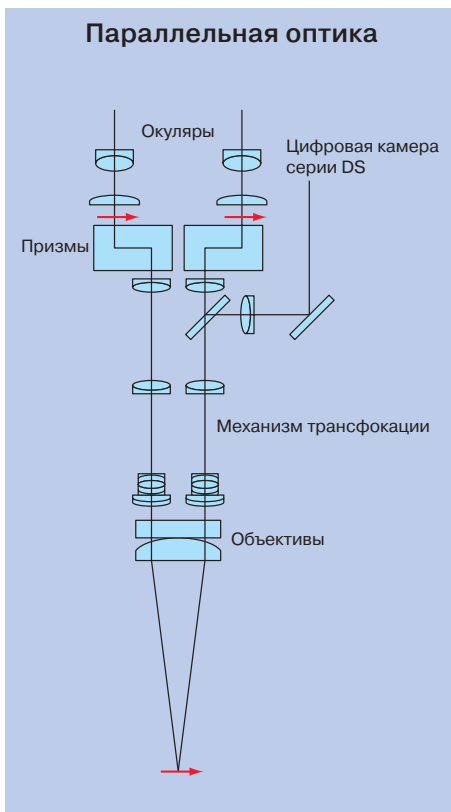 Параллельная оптика
Окуляры
Цифровая камера
серии DS
Призмы
Механизм трансфокации
Объективы